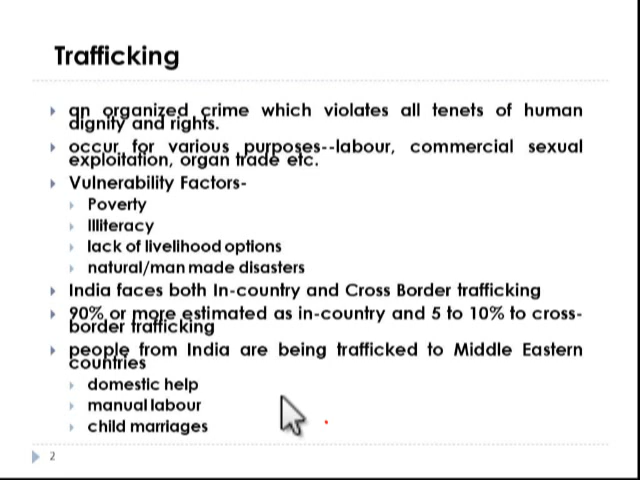 Trafficking
an organized crime which violates all tenets of human
dignity and rights.
occur for various purposes--labour, commercial sexual
exploitation, organ trade etc.
Vulnerability Factors-
Poverty
Illiteracy
lack of livelihood options
natural/man made disasters
India faces both In-country and Cross Border trafficking
90% or more estimated as in-country and 5 to 10% to cross-
border trafficking
people from India are being trafficked to Middle Eastern
countries
domestic help
manual labour
child marriages
2